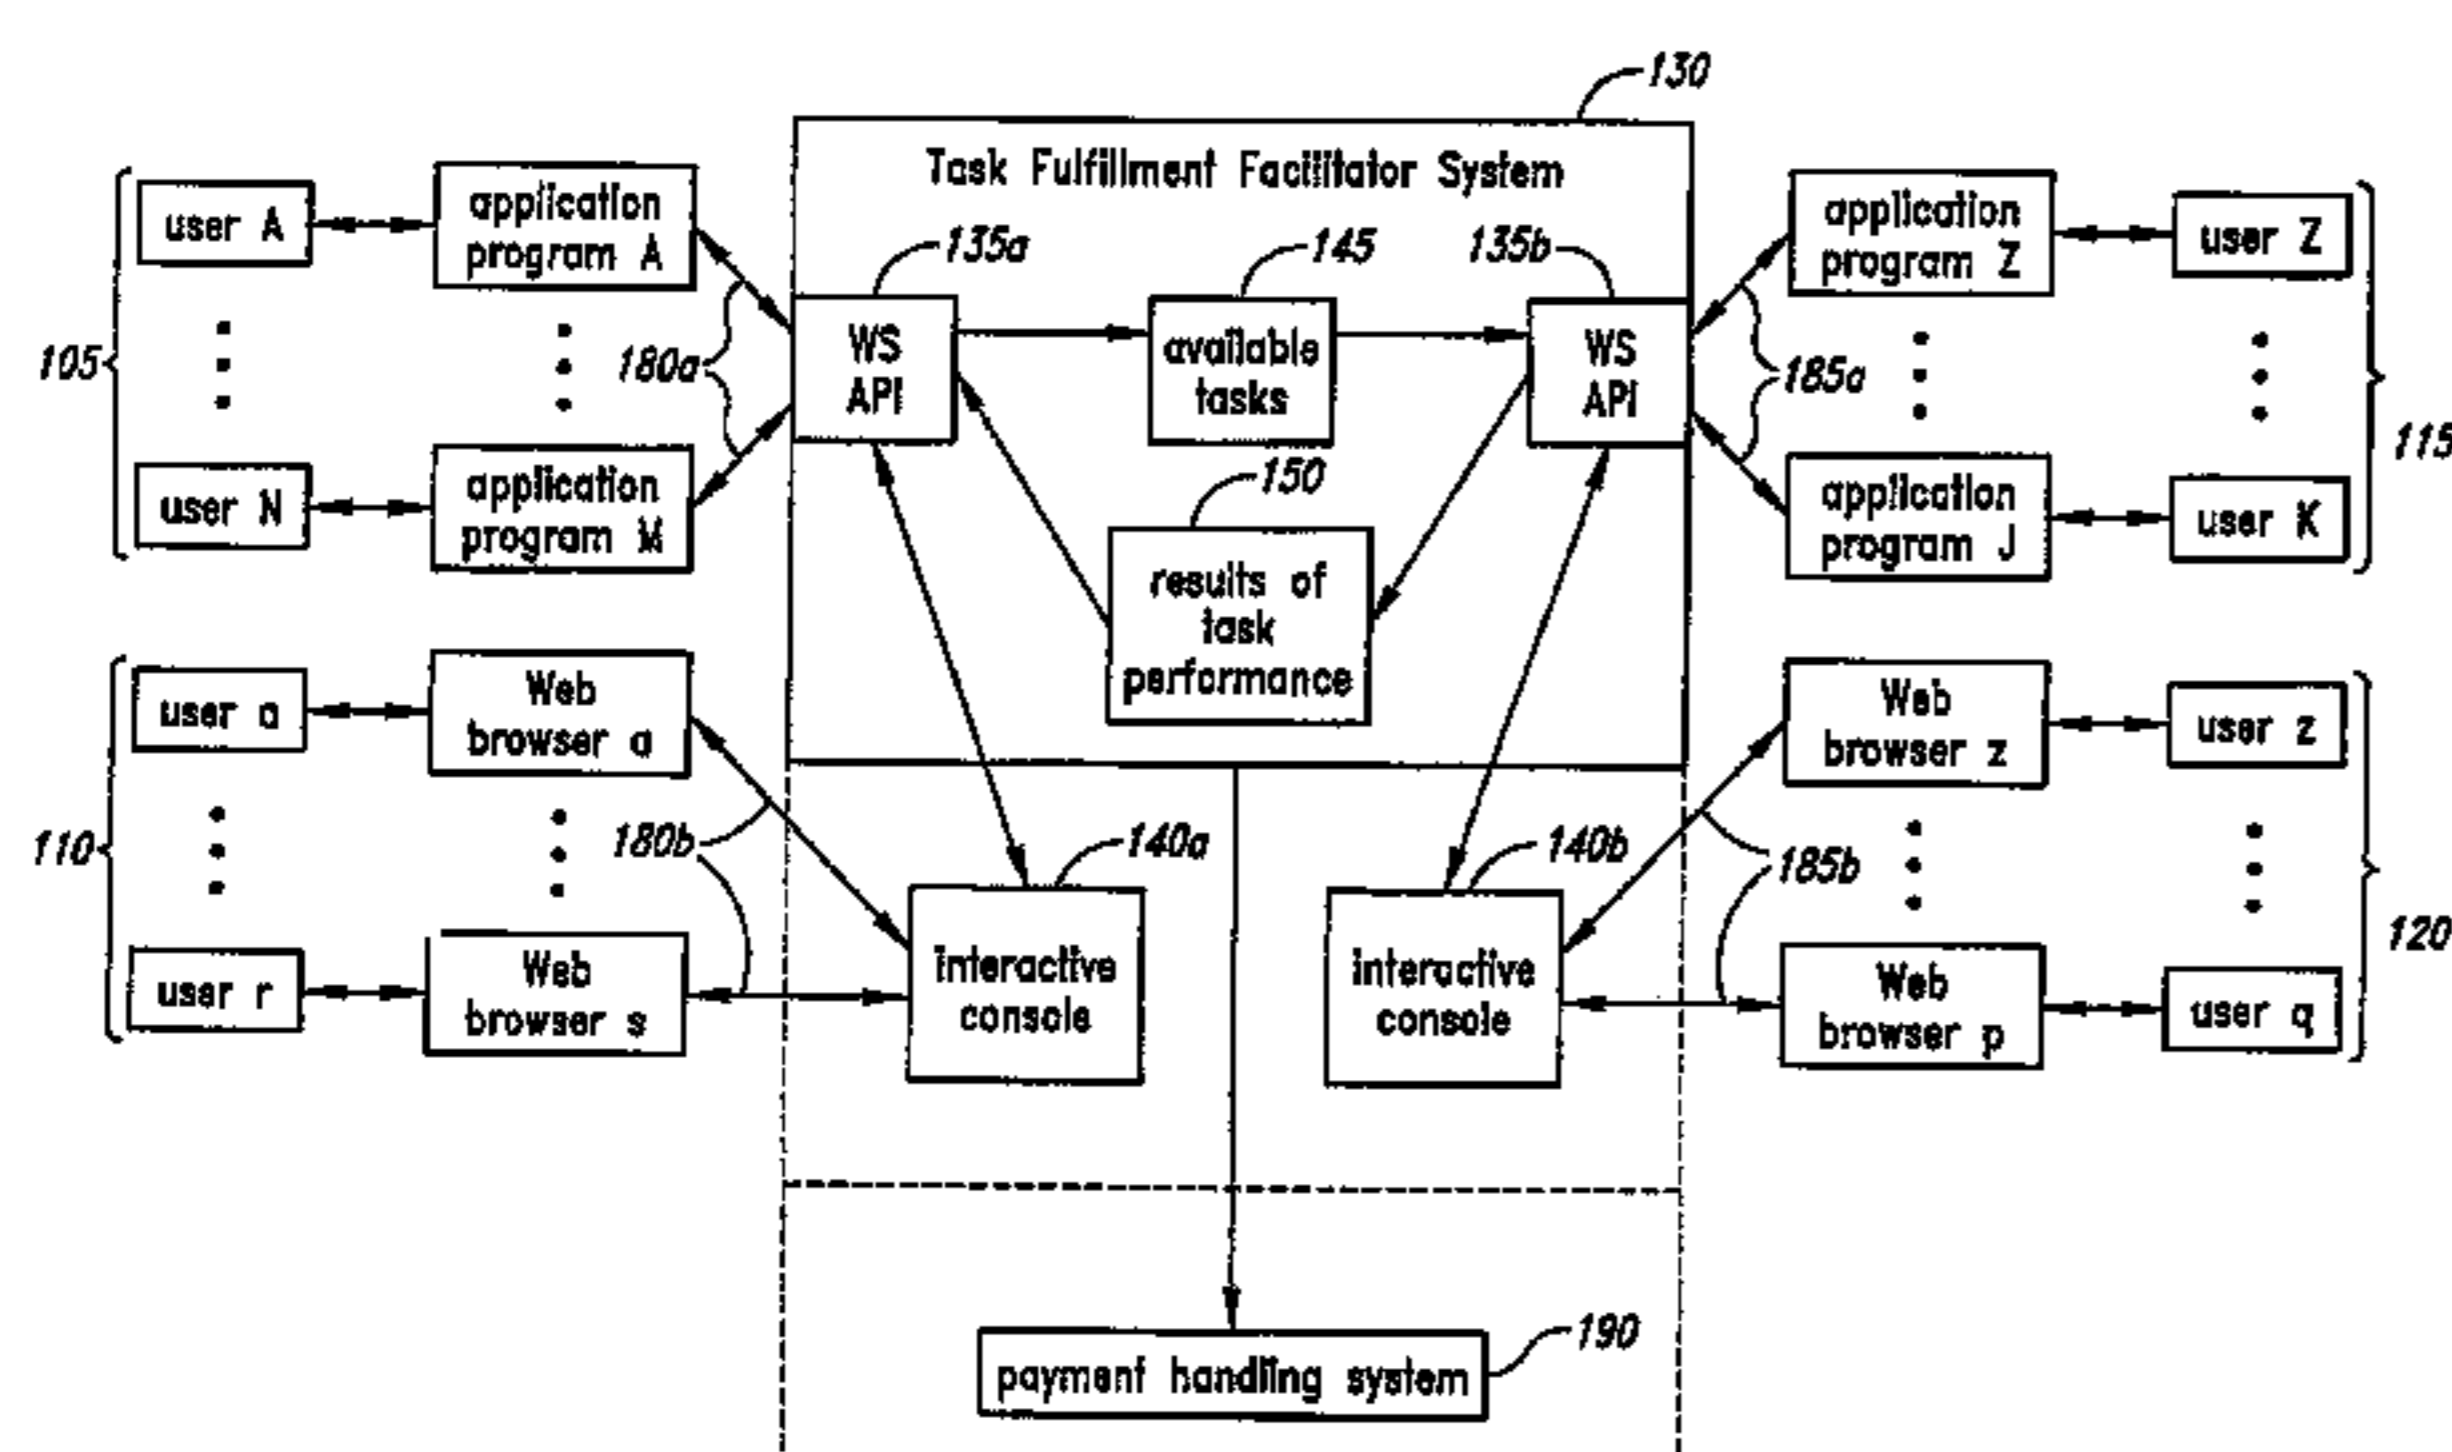 130
Task Fulfillment Facilitator System
user A
application
program A
135a
145
135b
application
program Z
user Z
105
180a
WS
API
available
tasks
WS
API
185a
115
user N
application
program M
150
application
program J
user K
results of
task
performance
user a
Web
browser a
Web
browser z
user z
110
180b
140a
140b
185b
120
user r
Web
browser s
interactive
console
interactive
console
Web
browser p
user q
payment handling system
190